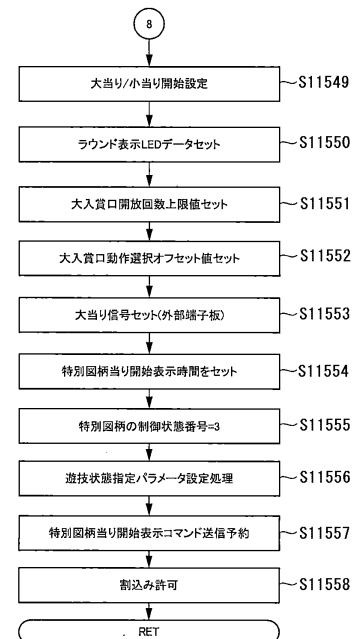 8
大当り/小当り開始設定 S11549
ラウンド表示LEDデータセット S11550
大入賞口開放回数上限値セット S11551
大入賞口動作選択オフセット値セット S11552
大当り信号セット(外部端子板) S11553
特別図柄当り開始表示時間をセット S11554
特別図柄の制御状態番号=3 S11555
遊技状態指定パラメータ設定処理 S11556
特別図柄当り開始表示コマンド送信予約 S11557
割込み許可 S11558
RET